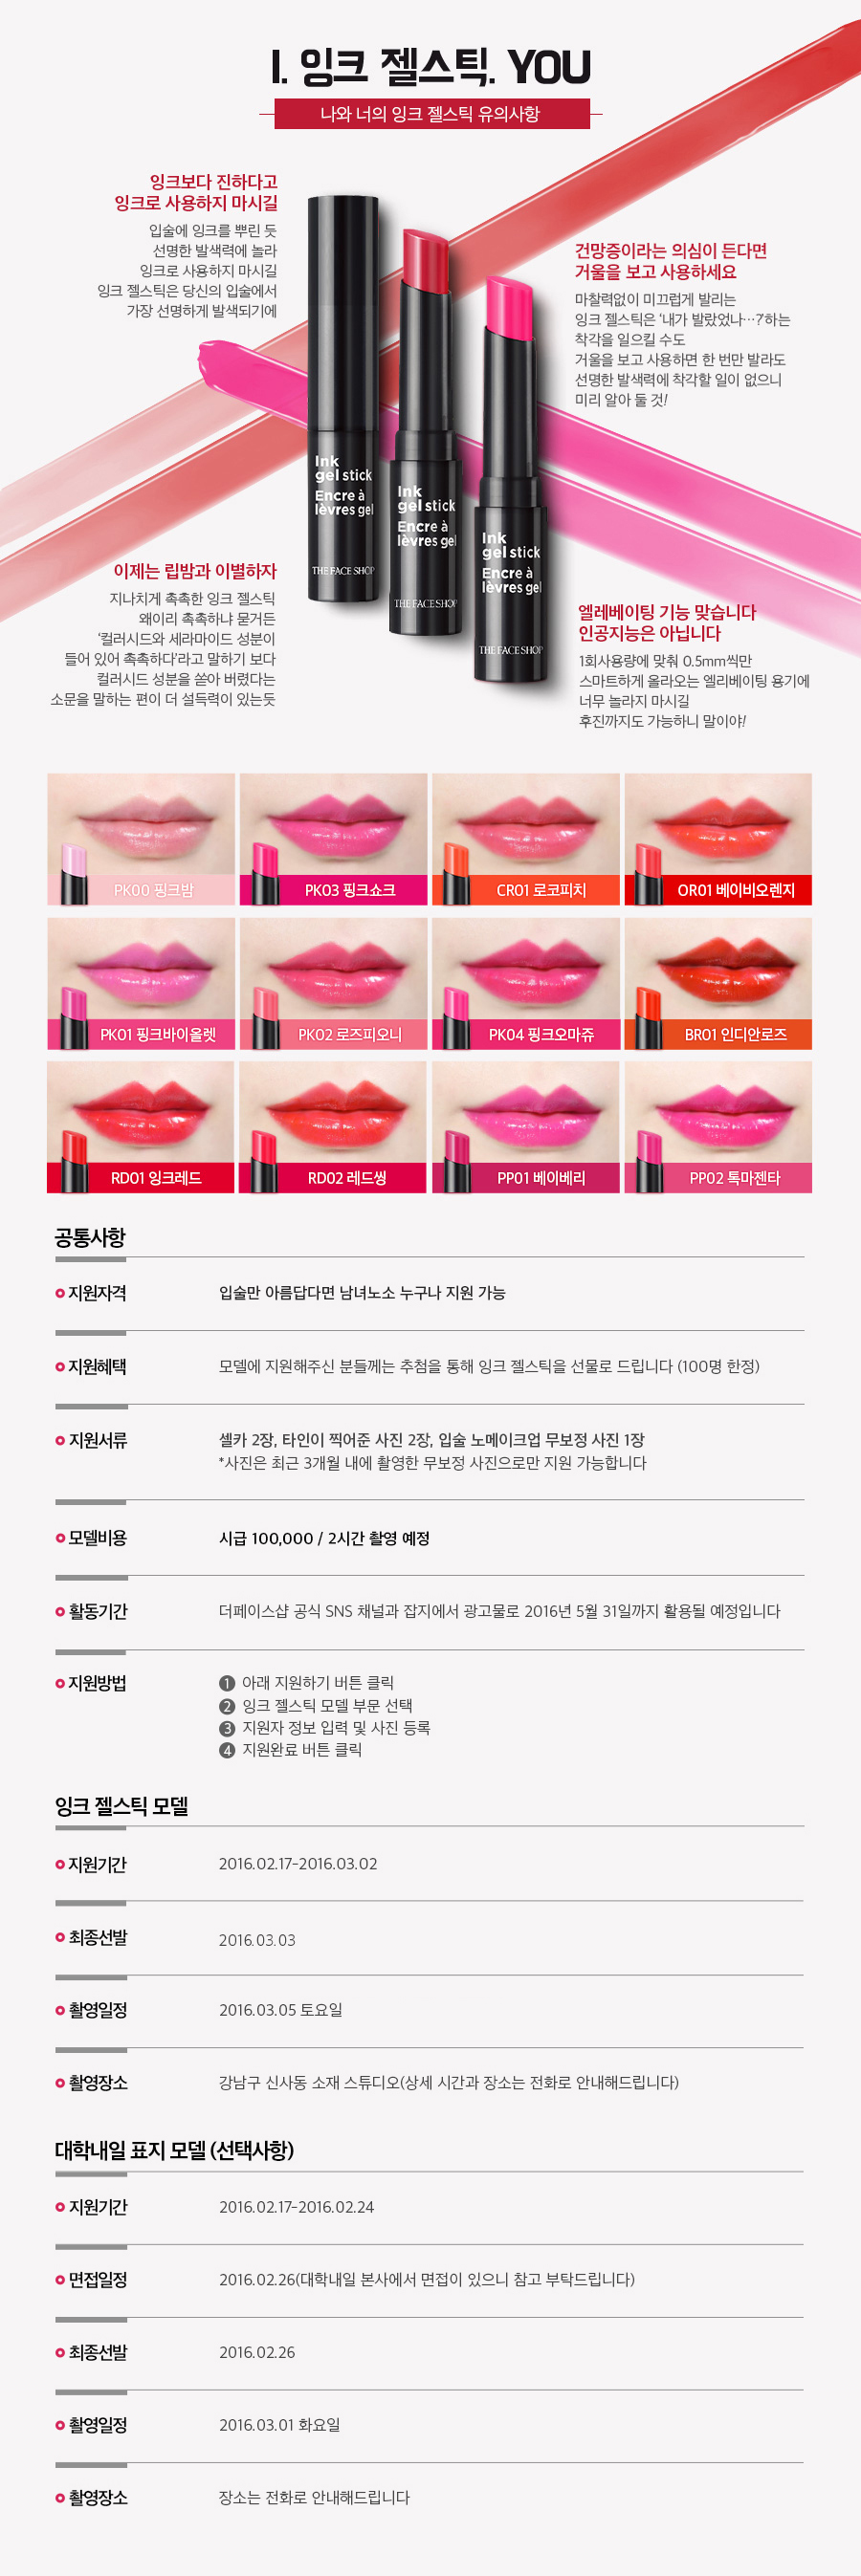 I. 잉크 젤스틱. YOU
나와 너의 잉크 젤스틱 유의사항
잉크보다 진하다고
잉크로 사용하지 마시길
입술에 잉크를 뿌린 듯
선명한 발색력에 놀라
잉크로 사용하지 마시길
잉크 젤스틱은 당신의 입술에서
가장 선명하게 발색되기에
건망증이라는 의심이 든다면
거울을 보고 사용하세요
마찰력없이 미끄럽게 발리는
잉크 젤스틱은 '내가 발랐었나…?'하는
착각을 일으킬 수도
거울을 보고 사용하면 한 번만 발라도
선명한 발색력에 착각할 일이 없으니
미리 알아 둘 것!
Ink
gel stick
Encre à
lèvres gel
THE FACE SHOP
Ink
gel stick
Encre à
lèvres gel
THE FACE SHOP
Ink
gel stick
Encre à
lèvres gel
THE FACE SHOP
이제는 립밤과 이별하자
지나치게 촉촉한 잉크 젤스틱
왜이리 촉촉하냐 묻거든
'컬러시드와 세라마이드 성분이
들어 있어 촉촉하다'라고 말하기 보다
컬러시드 성분을 쏟아 버렸다는
소문을 말하는 편이 더 설득력이 있는듯
엘레베이팅 기능 맞습니다
인공지능은 아닙니다
1회사용량에 맞춰 0.5mm씩만
스마트하게 올라오는 엘리베이팅 용기에
너무 놀라지 마시길
후진까지도 가능하니 말이야!
PK00 핑크밤
PK03 핑크쇼크
CR01 로코피치
OR01 베이비오렌지
PK01 핑크바이올렛
PK02 로즈피오니
PK04 핑크오마쥬
BR01 인디안로즈
RD01 잉크레드
RD02 레드씽
PP01 베이베리
PP02 톡마젠타
공통사항
지원자격 입술만 아름답다면 남녀노소 누구나 지원 가능
지원혜택 모델에 지원해주신 분들께는 추첨을 통해 잉크 젤스틱을 선물로 드립니다 (100명 한정)
지원서류 셀카 2장, 타인이 찍어준 사진 2장, 입술 노메이크업 무보정 사진 1장
*사진은 최근 3개월 내에 촬영한 무보정 사진으로만 지원 가능합니다
모델비용 시급 100,000 / 2시간 촬영 예정
활동기간 더페이스샵 공식 SNS 채널과 잡지에서 광고물로 2016년 5월 31일까지 활용될 예정입니다
지원방법 1 아래 지원하기 버튼 클릭
2 잉크 젤스틱 모델 부문 선택
3 지원자 정보 입력 및 사진 등록
4 지원완료 버튼 클릭
잉크 젤스틱 모델
지원기간 2016.02.17-2016.03.02
최종선발 2016.03.03
촬영일정 2016.03.05 토요일
촬영장소 강남구 신사동 소재 스튜디오(상세 시간과 장소는 전화로 안내해드립니다)
대학내일 표지 모델 (선택사항)
지원기간 2016.02.17-2016.02.24
면접일정 2016.02.26(대학내일 본사에서 면접이 있으니 참고 부탁드립니다)
최종선발 2016.02.26
촬영일정 2016.03.01 화요일
촬영장소 장소는 전화로 안내해드립니다